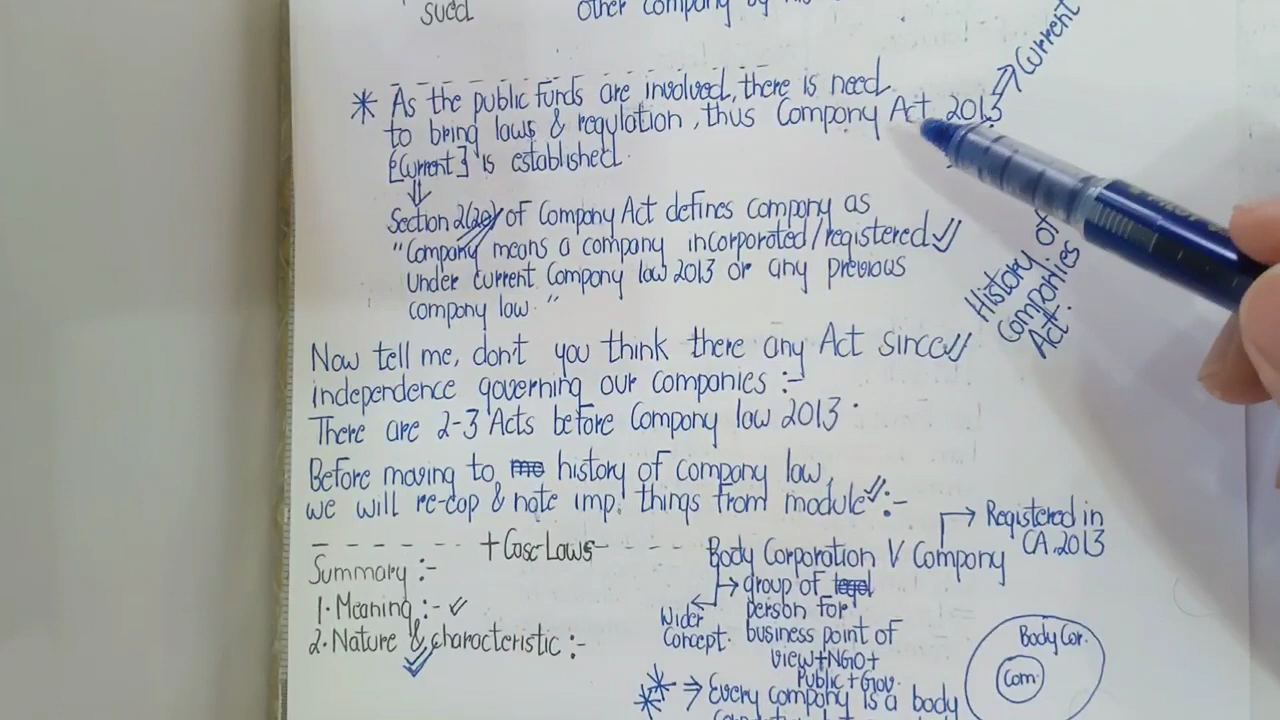 sued other Company by
* As the public funds are involved, there is need
to bring laws & regulation, thus Company Act 2013
[Current] is established.
Current
Section 2(20) of Company Act defines company as
"Company means a company incorporated/registered
under current Company law 2013 or any previous
company law."
History of
Companies
Act.
Now tell me, don't you think there any Act since
independence governing our companies :-
There are 2-3 Acts before Company law 2013.
Before moving to history of company law,
we will re-cap & note imp. things from module :-
+ Case-Laws
Summary :-
1. Meaning :-
2. Nature & characteristic :-
Body Corporation V Company
Registered in
CA, 2013
group of legal
person for
business point of
view+NGO+
Public+Gov.
Wider
concept.
Body Cor.
Com.
** ⇒ Every company is a body